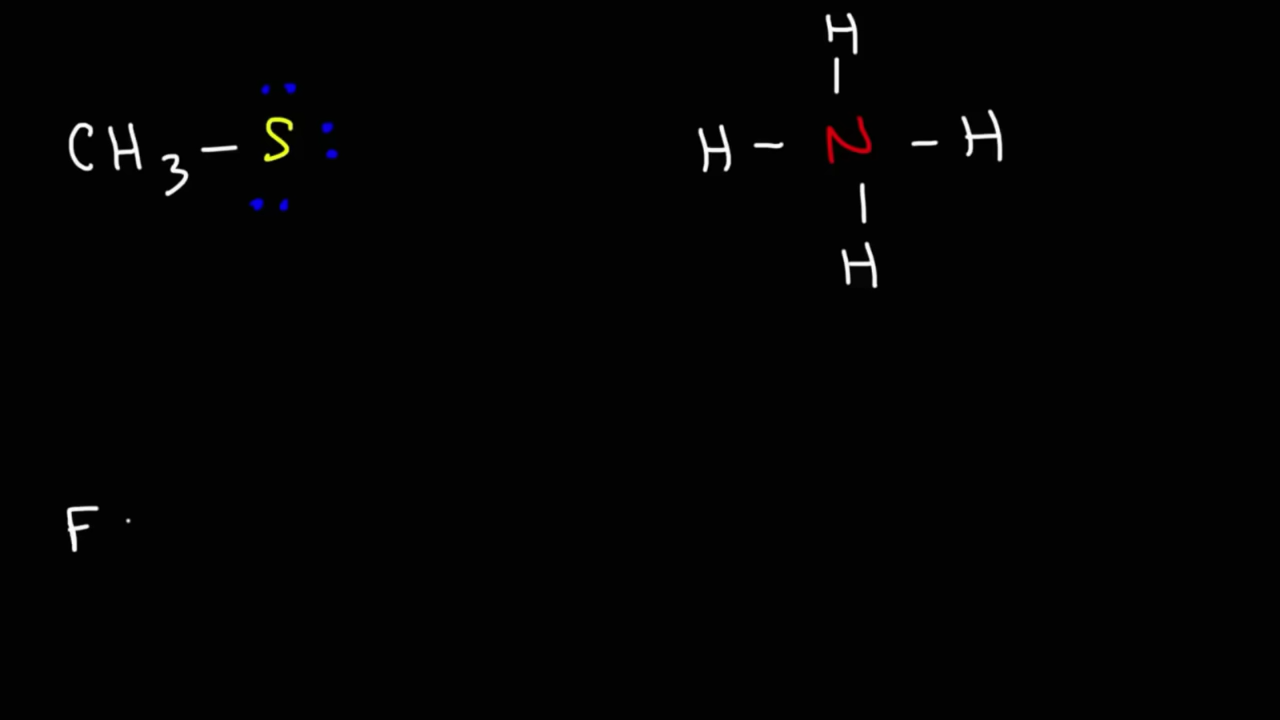 H
CH3 – S
H – N – H
H
F